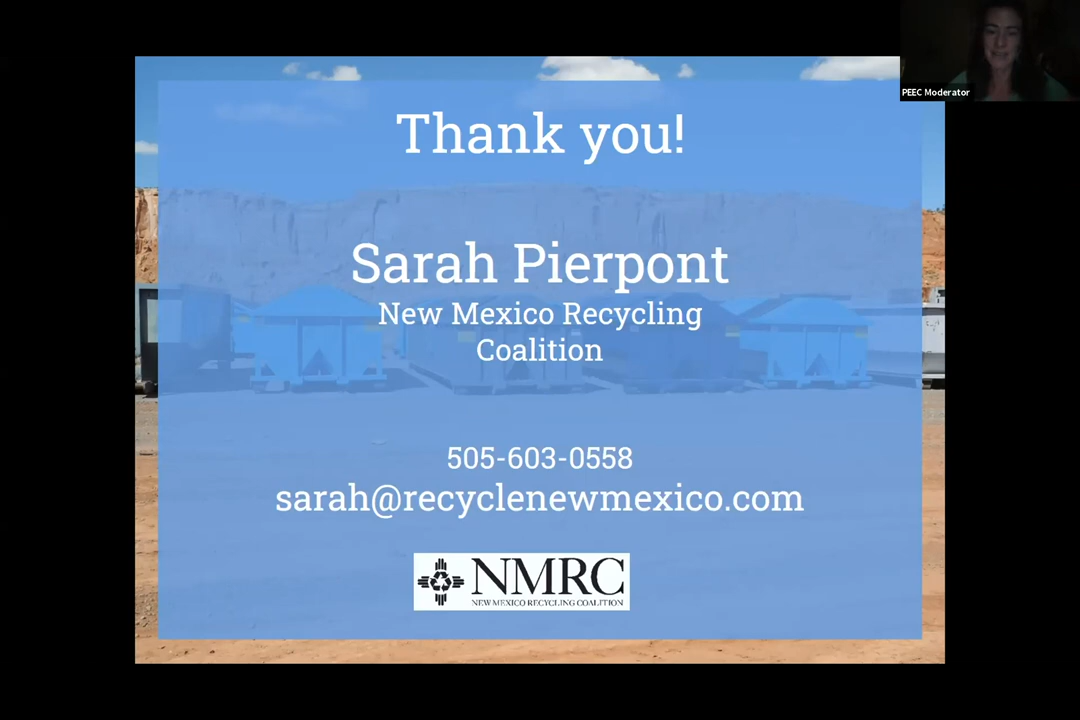 PEEC Moderator
Thank you!
Sarah Pierpont
New Mexico Recycling
Coalition
505-603-0558
sarah@recyclenewmexico.com
NMRC
NEW MEXICO RECYCLING COALITION